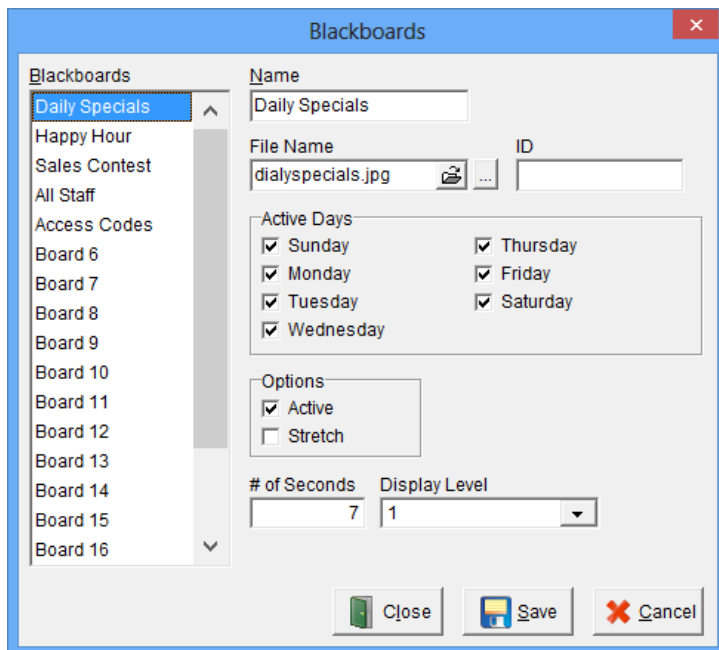 Blackboards
Blackboards
Daily Specials
Happy Hour
Sales Contest
All Staff
Access Codes
Board 6
Board 7
Board 8
Board 9
Board 10
Board 11
Board 12
Board 13
Board 14
Board 15
Board 16
Name
Daily Specials
File Name ID
dialyspecials.jpg ...
Active Days
Sunday Thursday
Monday Friday
Tuesday Saturday
Wednesday
Options
Active
Stretch
# of Seconds Display Level
7 1
Close Save Cancel